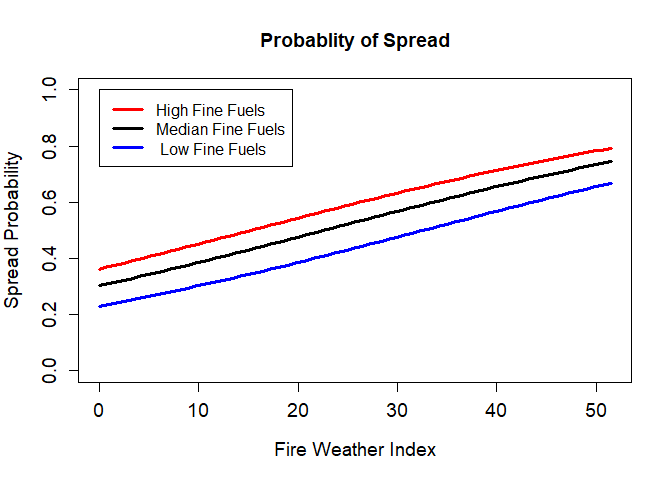 Probablity of Spread
High Fine Fuels
Median Fine Fuels
Low Fine Fuels
Spread Probability
1.0
0.8
0.6
0.4
0.2
0.0
0 10 20 30 40 50
Fire Weather Index